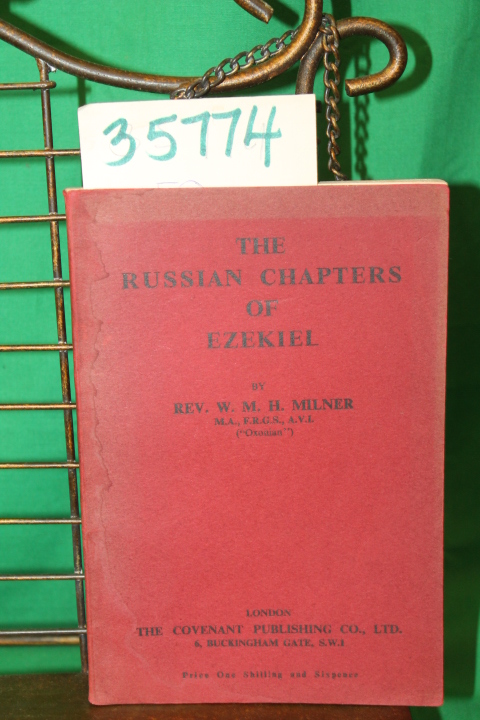 35774
THE
RUSSIAN CHAPTERS
OF
EZEKIEL
BY
REV. W. M. H. MILNER
M.A., F.R.G.S., A.V.I.
("Oxonian")
LONDON
THE COVENANT PUBLISHING CO., LTD.
6, BUCKINGHAM GATE, S.W.1
Price One Shilling and Sixpence